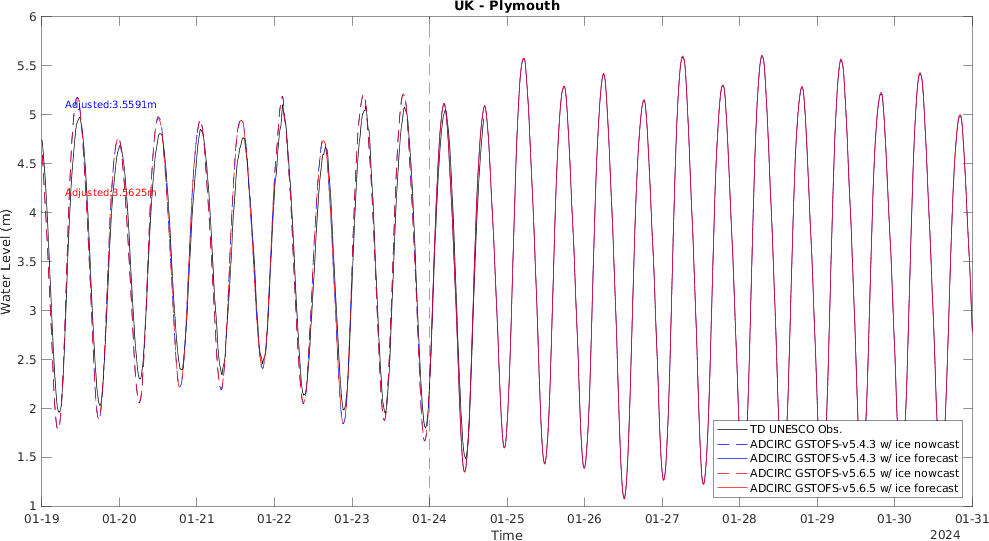 UK - Plymouth
6
5.5
5
4.5
4
3.5
3
2.5
2
1.5
1
Water Level (m)
Adjusted:3.5591m
Adjusted:3.5625m
TD UNESCO Obs.
ADCIRC GSTOFS-v5.4.3 w/ ice nowcast
ADCIRC GSTOFS-v5.4.3 w/ ice forecast
ADCIRC GSTOFS-v5.6.5 w/ ice nowcast
ADCIRC GSTOFS-v5.6.5 w/ ice forecast
01-19 01-20 01-21 01-22 01-23 01-24 01-25 01-26 01-27 01-28 01-29 01-30 01-31
Time
2024